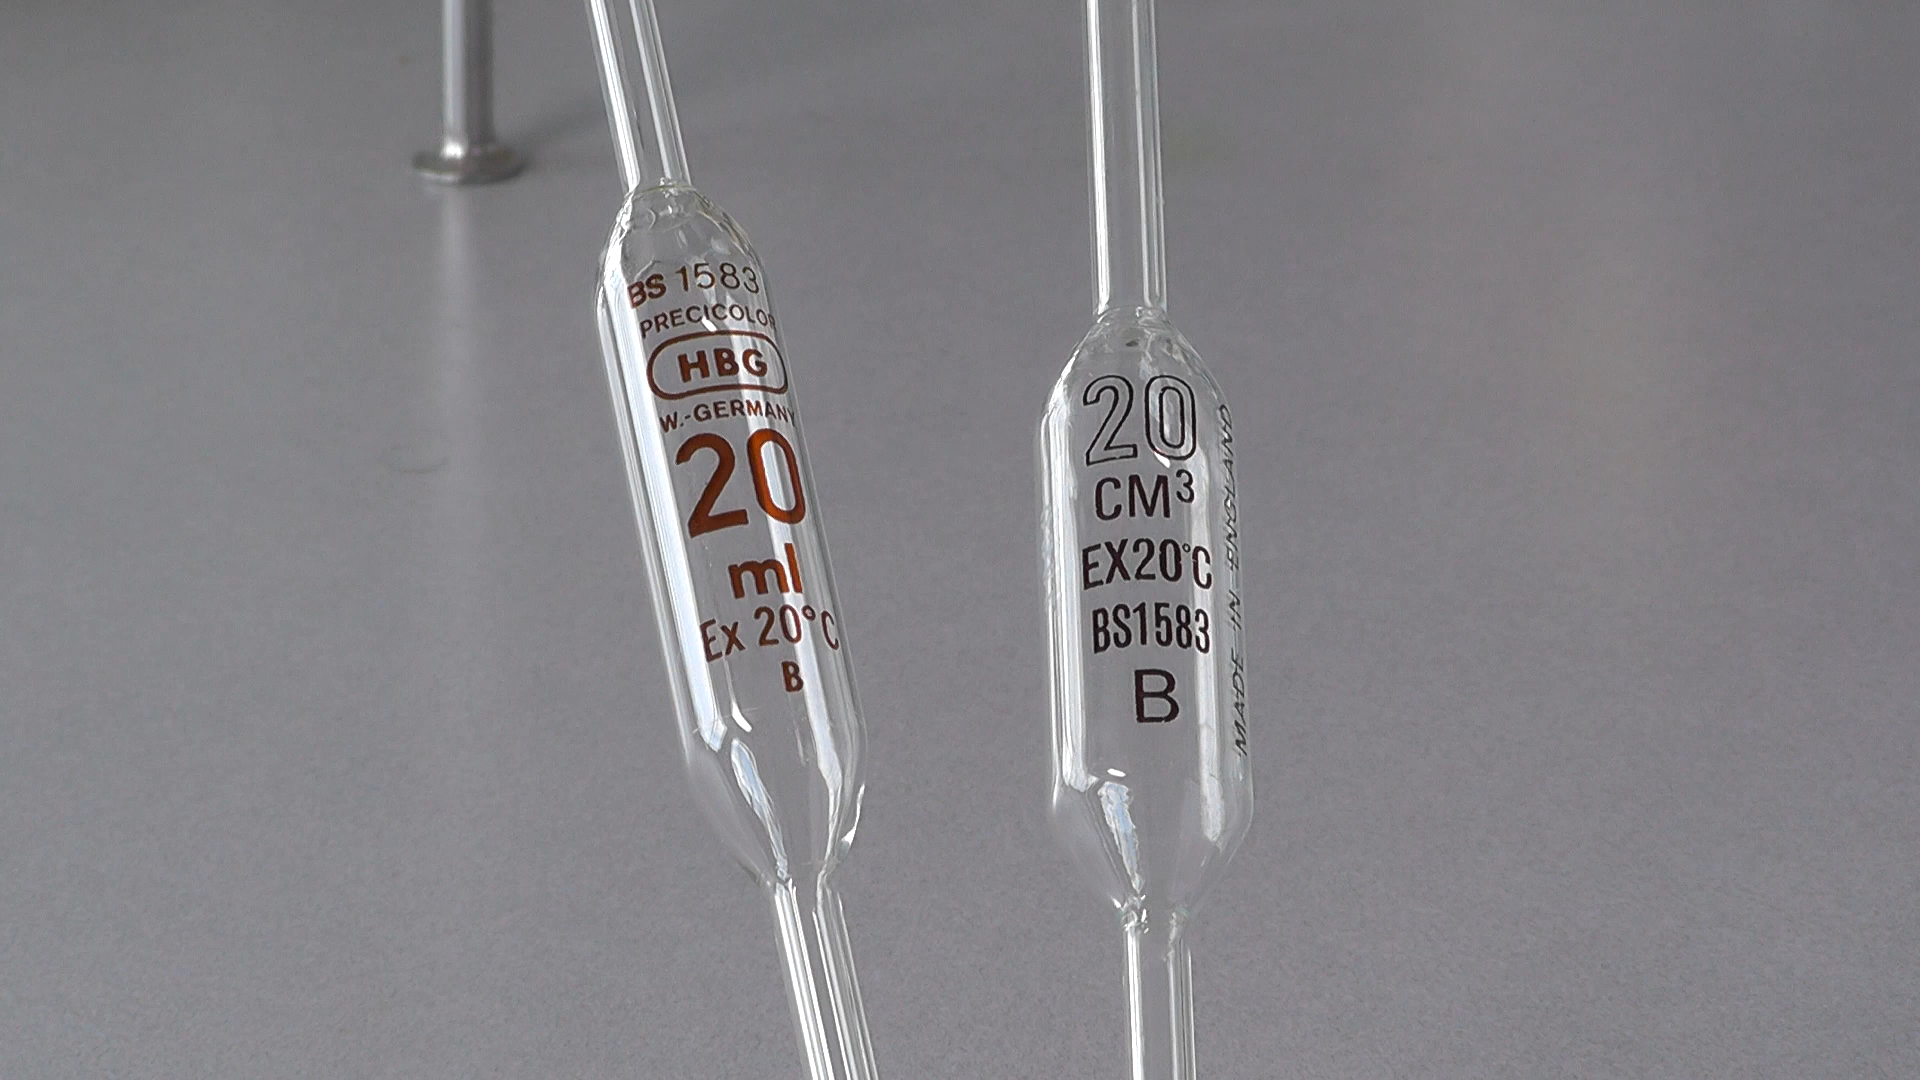 BS 1583
PRECICOLOR
HBG
W.-GERMANY
20
ml
Ex 20°C
B
20
CM³
EX20°C
BS1583
B
MADE IN ENGLAND